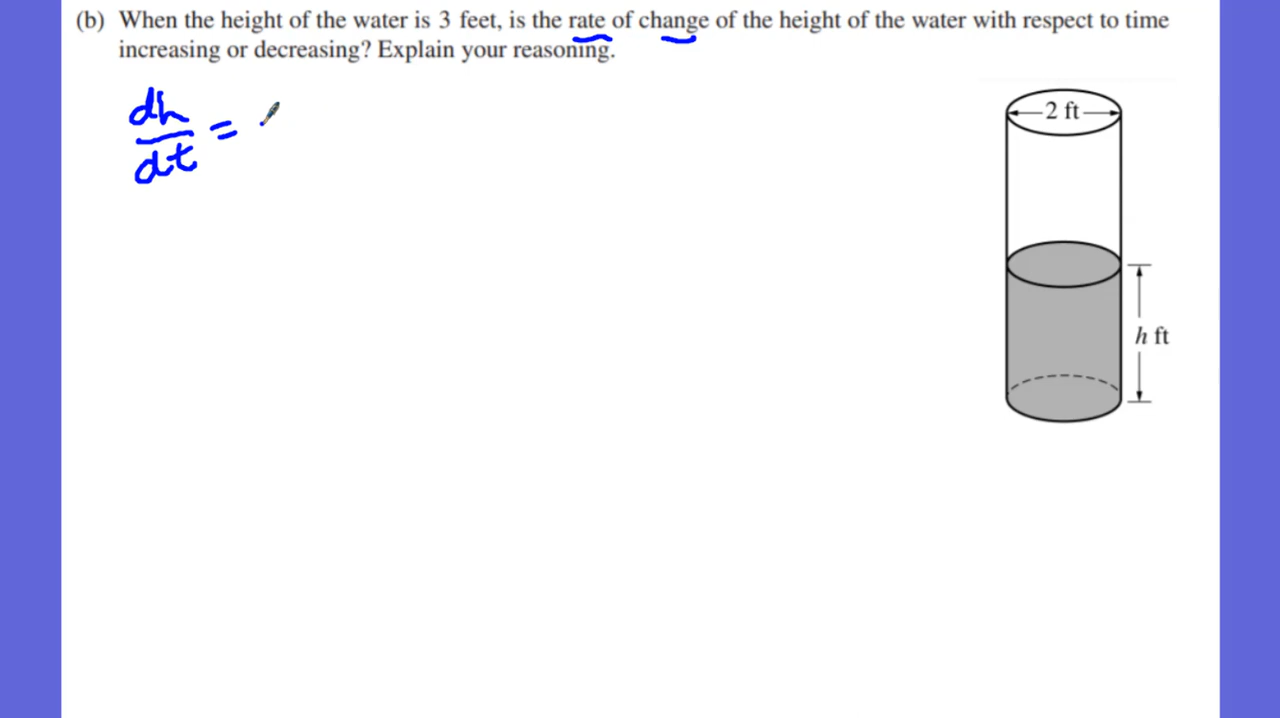 (b) When the height of the water is 3 feet, is the rate of change of the height of the water with respect to time
increasing or decreasing? Explain your reasoning.
dh/dt =
2 ft
h ft